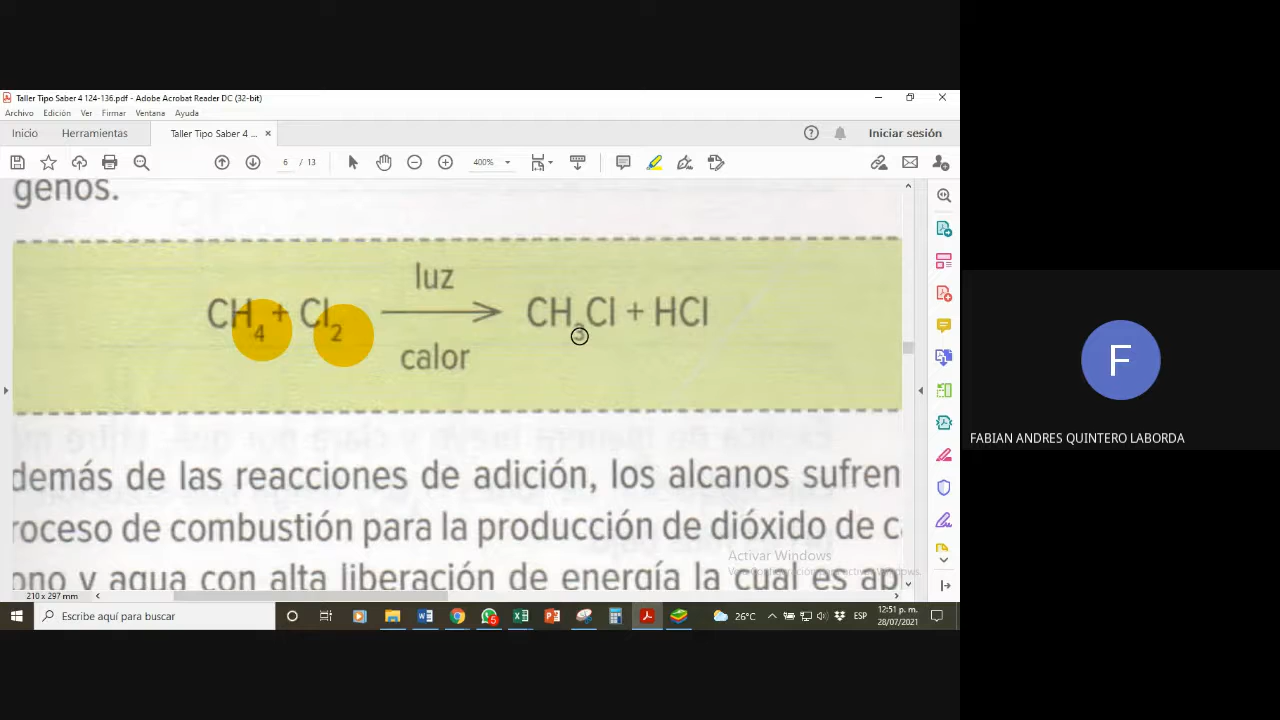 Taller Tipo Saber 4 124-136.pdf - Adobe Acrobat Reader DC (32-bit)
Archivo Edición Ver Firmar Ventana Ayuda
Inicio Herramientas Taller Tipo Saber 4 ... × Iniciar sesión
6 / 13 400%
genos.
luz
CH4 + Cl2 → CH3Cl + HCl
calor
demás de las reacciones de adición, los alcanos sufren
roceso de combustión para la producción de dióxido de c
ono y agua con alta liberación de energía la cual es ap
Activar Windows
210 x 297 mm
Escribe aquí para buscar
5
26°C
ESP
12:51 p. m.
28/07/2021
F
FABIAN ANDRES QUINTERO LABORDA